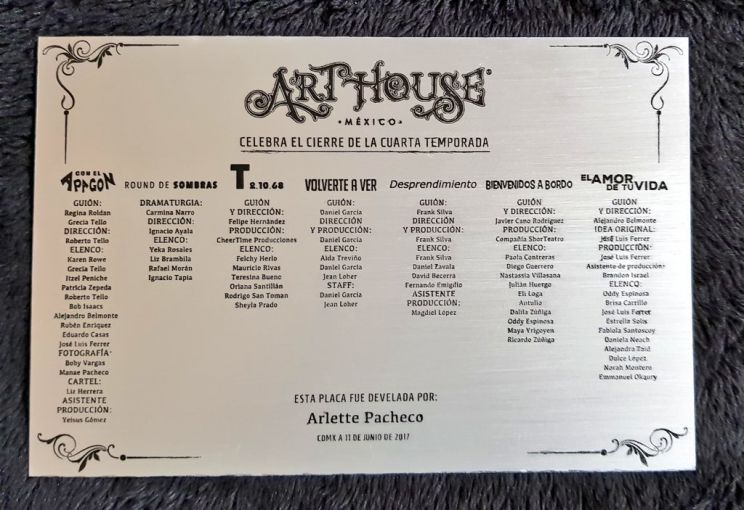 ART HOUSE
MÉXICO
CELEBRA EL CIERRE DE LA CUARTA TEMPORADA
CON EL
APAGÓN
GUIÓN:
Regina Roldan
Grecia Tello
DIRECCIÓN:
Roberto Tello
ELENCO:
Karen Rowe
Grecia Tello
Itzel Peniche
Patricia Zepeda
Roberto Tello
Bob Isaacs
Alejandro Belmonte
Rubén Enriquez
Eduardo Casas
José Luis Ferrer
FOTOGRAFÍA:
Boby Vargas
Manae Pacheco
CARTEL:
Liz Herrera
ASISTENTE
PRODUCCIÓN:
Yeisus Gómez
ROUND DE SOMBRAS
DRAMATURGIA:
Carmina Narro
DIRECCIÓN:
Ignacio Ayala
ELENCO:
Yeka Rosales
Liz Brambila
Rafael Morán
Ignacio Tapia
T 2.10.68
GUIÓN
Y DIRECCIÓN:
Felipe Hernández
PRODUCCIÓN:
CheerTime Producciones
ELENCO:
Felchy Herlo
Mauricio Rivas
Teresina Bueno
Oriana Santillán
Rodrigo San Toman
Sheyla Prado
VOLVERTE A VER
GUIÓN:
Daniel García
DIRECCIÓN
Y PRODUCCIÓN:
Daniel García
ELENCO:
Aída Treviño
Daniel García
Jean Loher
STAFF:
Daniel García
Jean Loher
Desprendimiento
GUIÓN:
Frank Silva
DIRECCIÓN
Y PRODUCCIÓN:
Frank Silva
ELENCO:
Frank Silva
Daniel Zavala
David Becerra
Fernando Emigdio
ASISTENTE
PRODUCCIÓN:
Magdiel López
BIENVENIDOS A BORDO
GUIÓN
Y DIRECCIÓN:
Javier Cano Rodríguez
PRODUCCIÓN:
Compañía ShorTeatro
ELENCO:
Paola Contreras
Diego Guerrero
Nastassia Villasana
Julián Huergo
Eli Loga
Antulio
Dalila Zúñiga
Oddy Espinosa
Maya Yrigoyen
Ricardo Zúñiga
EL AMOR
DE TU VIDA
GUIÓN
Y DIRECCIÓN:
Alejandro Belmonte
IDEA ORIGINAL:
José Luis Ferrer
PRODUCCIÓN:
José Luis Ferrer
Asistente de producción:
Brandon Israel
ELENCO:
Oddy Espinosa
Brisa Carrillo
José Luis Ferrer
Estrella Solís
Fabiola Santoscoy
Daniela Neach
Alejandra Zaid
Dulce López
Norah Montero
Emmanuel Okaury
ESTA PLACA FUE DEVELADA POR:
Arlette Pacheco
CDMX A 11 DE JUNIO DE 2017